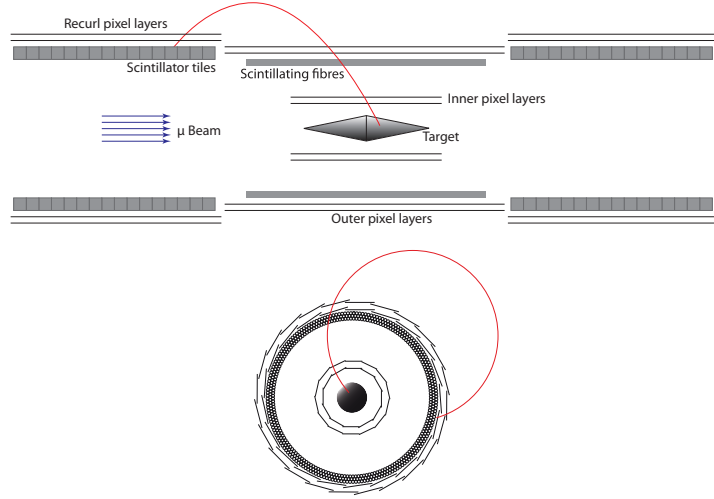 Recurl pixel layers
Scintillator tiles
Scintillating fibres
Inner pixel layers
μ Beam
Target
Outer pixel layers